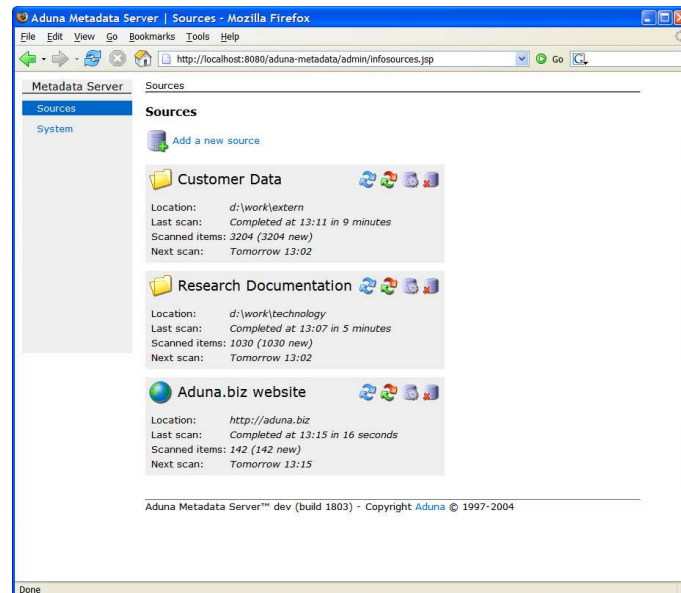 Aduna Metadata Server | Sources - Mozilla Firefox
File Edit View Go Bookmarks Tools Help
http://localhost:8080/aduna-metadata/admin/infosources.jsp Go G
Metadata Server
Sources
System
Sources
Sources
Add a new source
Customer Data
Location: d:\work\extern
Last scan: Completed at 13:11 in 9 minutes
Scanned items: 3204 (3204 new)
Next scan: Tomorrow 13:02
Research Documentation
Location: d:\work\technology
Last scan: Completed at 13:07 in 5 minutes
Scanned items: 1030 (1030 new)
Next scan: Tomorrow 13:02
Aduna.biz website
Location: http://aduna.biz
Last scan: Completed at 13:15 in 16 seconds
Scanned items: 142 (142 new)
Next scan: Tomorrow 13:15
Aduna Metadata Server™ dev (build 1803) - Copyright Aduna © 1997-2004
Done